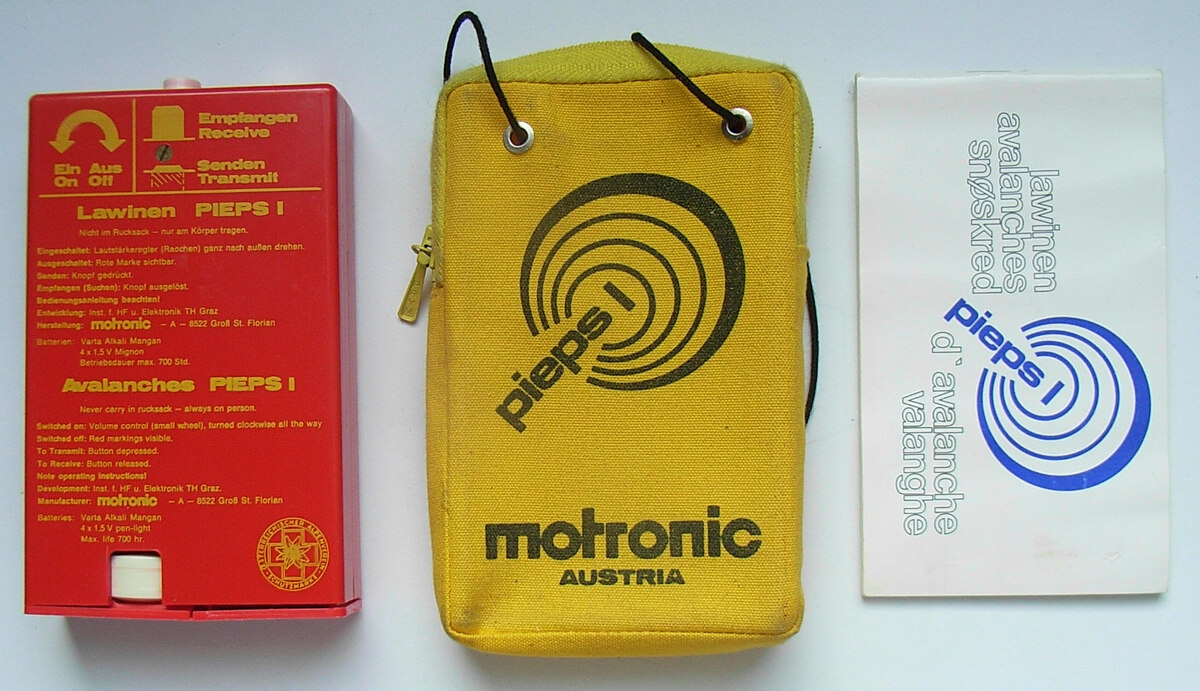 Ein Aus
On Off
Empfangen
Receive
Senden
Transmit
Lawinen PIEPS I
Nicht im Rucksack — nur am Körper tragen.
Eingeschaltet: Lautstärkeregter (Raochen) ganz nach außen drehen.
Ausgeschaltet: Rote Marke sichtbar.
Senden: Knopf gedrückt.
Empfangen (Suchen): Knopf ausgelöst.
Bedienungsanleitung beachten!
Entwicklung: Inst. f. HF u. Elektronik TH Graz
Herstellung: motronic — A — 8522 Groß St. Florian
Batterien: Varta Alkali Mangan
4 x 1,5 V Mignon
Betriebsdauer max. 700 Std.
Avalanches PIEPS I
Never carry in rucksack — always on person.
Switched on: Volume control (small wheel), turned clockwise all the way
Switched off: Red markings visible.
To Transmit: Button depressed.
To Receive: Button released.
Note operating instructions!
Development: Inst. f. HF u. Elektronik TH Graz.
Manufacturer: motronic — A — 8522 Groß St. Florian
Batteries: Varta Alkali Mangan
4 x 1,5 V pen-light
Max. life 700 hr.
ÖSTERREICHISCHER ALPENVEREIN
SCHUTZMARKE
pieps I
motronic
AUSTRIA
lawinen
avalanches
snøskred
pieps I
d'avalanche
valanghe